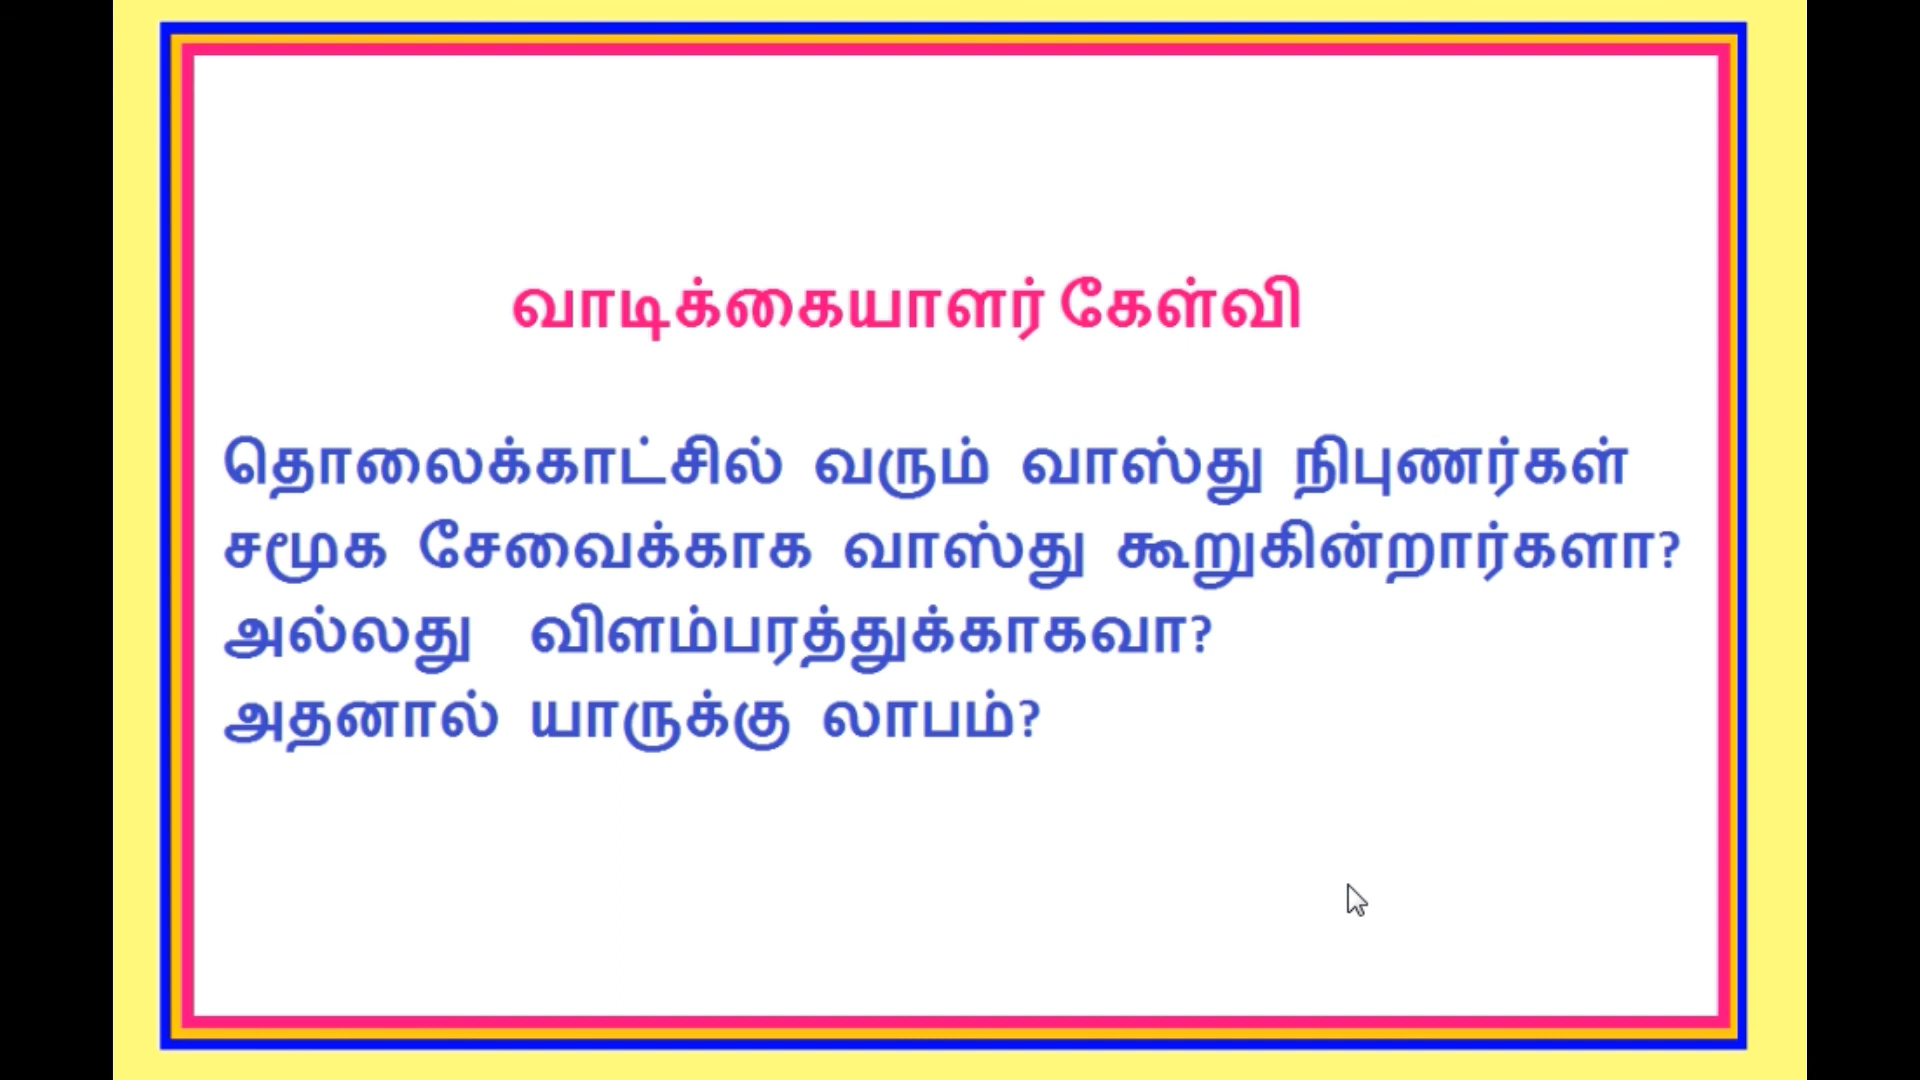 வாடிக்கையாளர் கேள்வி
தொலைக்காட்சில் வரும் வாஸ்து நிபுணர்கள்
சமூக சேவைக்காக வாஸ்து கூறுகின்றார்களா?
அல்லது விளம்பரத்துக்காகவா?
அதனால் யாருக்கு லாபம்?